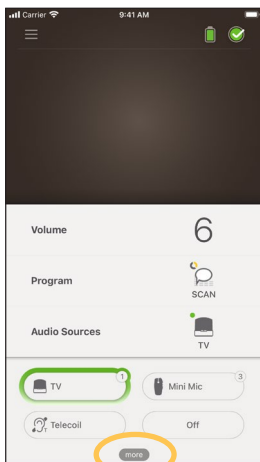 Carrier 9:41 AM
Volume 6
Program
SCAN
Audio Sources
TV
TV 1 Mini Mic 3
Telecoil T Off
more